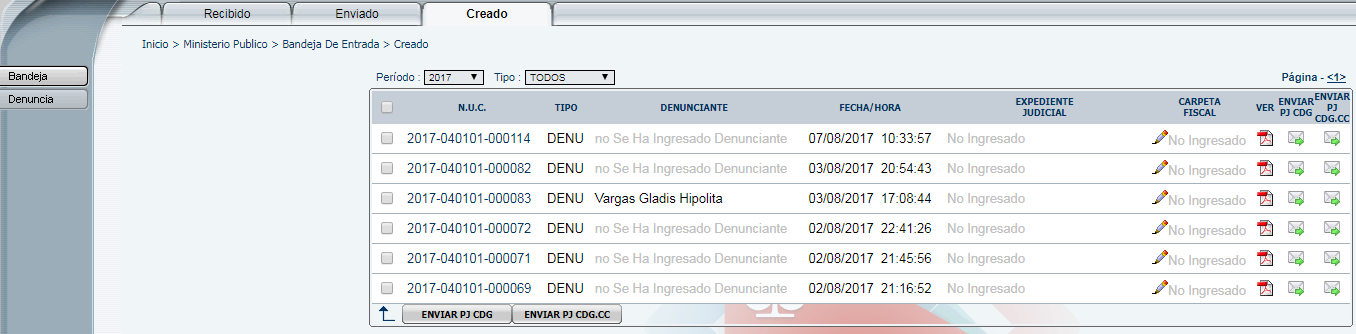 Recibido Enviado Creado
Inicio > Ministerio Publico > Bandeja De Entrada > Creado
Bandeja
Denuncia
Período : 2017 Tipo : TODOS Página - <1>
N.U.C. TIPO DENUNCIANTE FECHA/HORA EXPEDIENTE JUDICIAL CARPETA FISCAL VER ENVIAR PJ CDG ENVIAR PJ CDG.CC
2017-040101-000114 DENU no Se Ha Ingresado Denunciante 07/08/2017 10:33:57 No Ingresado No Ingresado
2017-040101-000082 DENU no Se Ha Ingresado Denunciante 03/08/2017 20:54:43 No Ingresado No Ingresado
2017-040101-000083 DENU Vargas Gladis Hipolita 03/08/2017 17:08:44 No Ingresado No Ingresado
2017-040101-000072 DENU no Se Ha Ingresado Denunciante 02/08/2017 22:41:26 No Ingresado No Ingresado
2017-040101-000071 DENU no Se Ha Ingresado Denunciante 02/08/2017 21:45:56 No Ingresado No Ingresado
2017-040101-000069 DENU no Se Ha Ingresado Denunciante 02/08/2017 21:16:52 No Ingresado No Ingresado
ENVIAR PJ CDG ENVIAR PJ CDG.CC